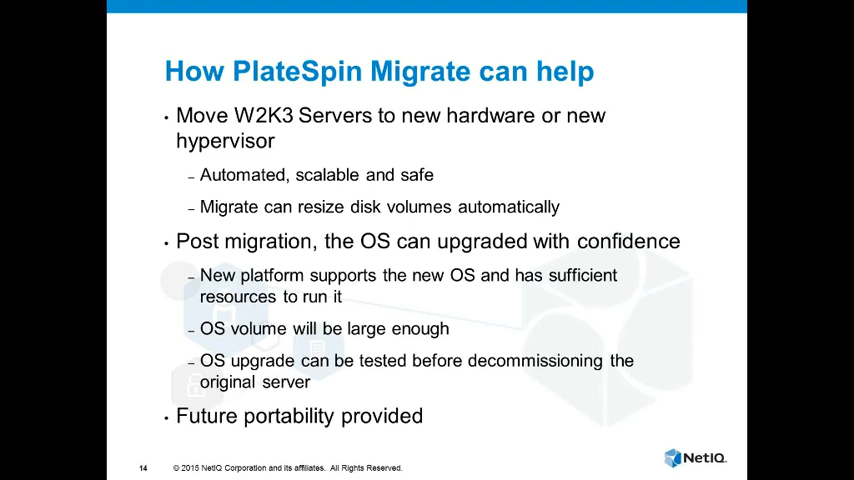 How PlateSpin Migrate can help
• Move W2K3 Servers to new hardware or new
hypervisor
– Automated, scalable and safe
– Migrate can resize disk volumes automatically
• Post migration, the OS can upgraded with confidence
– New platform supports the new OS and has sufficient
resources to run it
– OS volume will be large enough
– OS upgrade can be tested before decommissioning the
original server
• Future portability provided
14 © 2015 NetIQ Corporation and its affiliates. All Rights Reserved.
NetIQ.